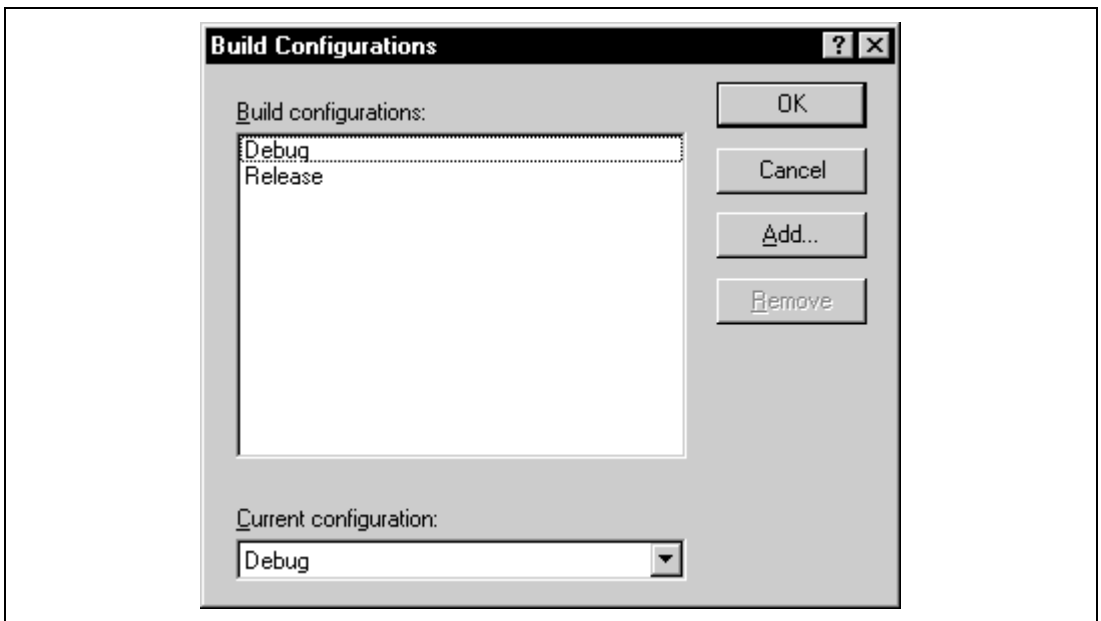 Build Configurations
Build configurations:
Debug
Release
OK
Cancel
Add...
Remove
Current configuration:
Debug